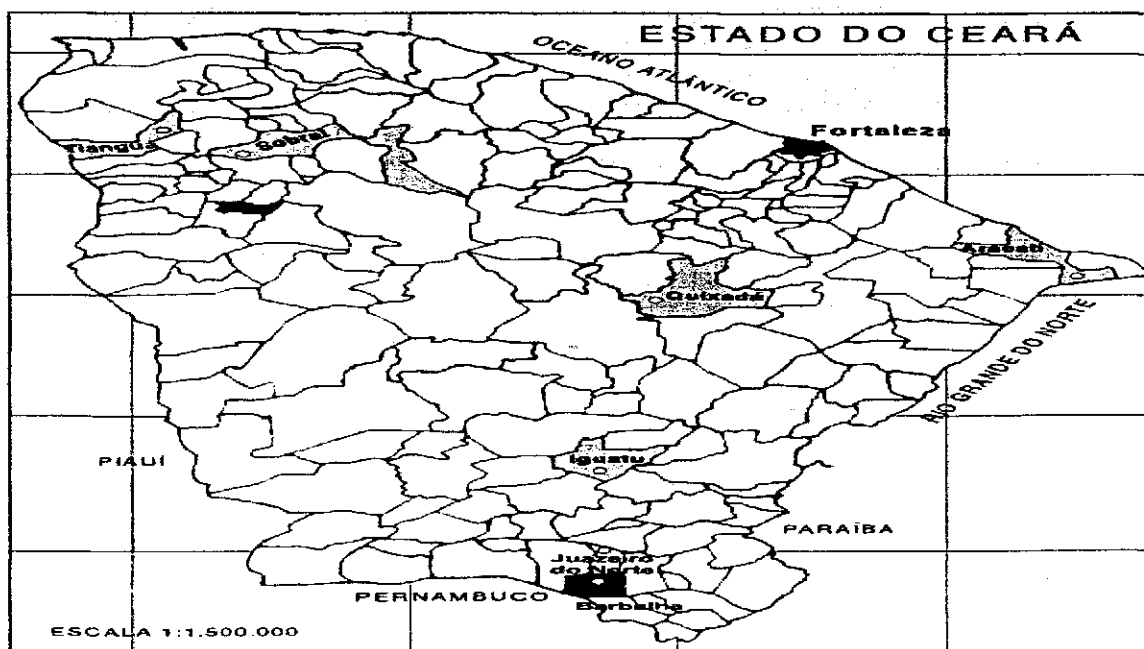 ESTADO DO CEARÁ
OCEANO ATLÂNTICO
Fortaleza
Tianguá
Sobral
Aracati
Quixadá
RIO GRANDE DO NORTE
Iguatu
PIAUÍ
PARAÍBA
Juazeiro
do Norte
PERNAMBUCO
Barbalha
ESCALA 1:1.500.000